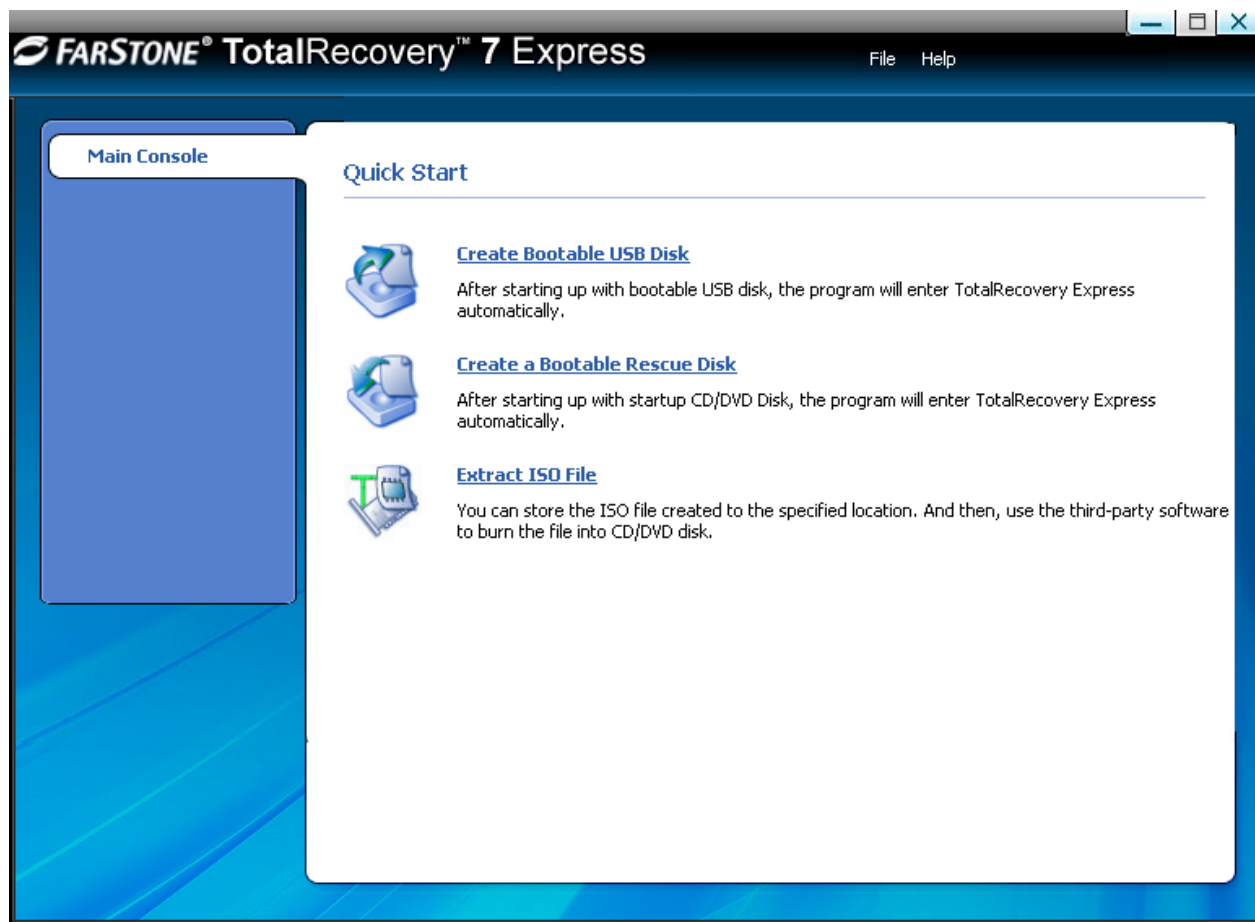 FARSTONE® TotalRecovery™ 7 Express
File Help
Main Console
Quick Start
Create Bootable USB Disk
After starting up with bootable USB disk, the program will enter TotalRecovery Express
automatically.
Create a Bootable Rescue Disk
After starting up with startup CD/DVD Disk, the program will enter TotalRecovery Express
automatically.
Extract ISO File
You can store the ISO file created to the specified location. And then, use the third-party software
to burn the file into CD/DVD disk.